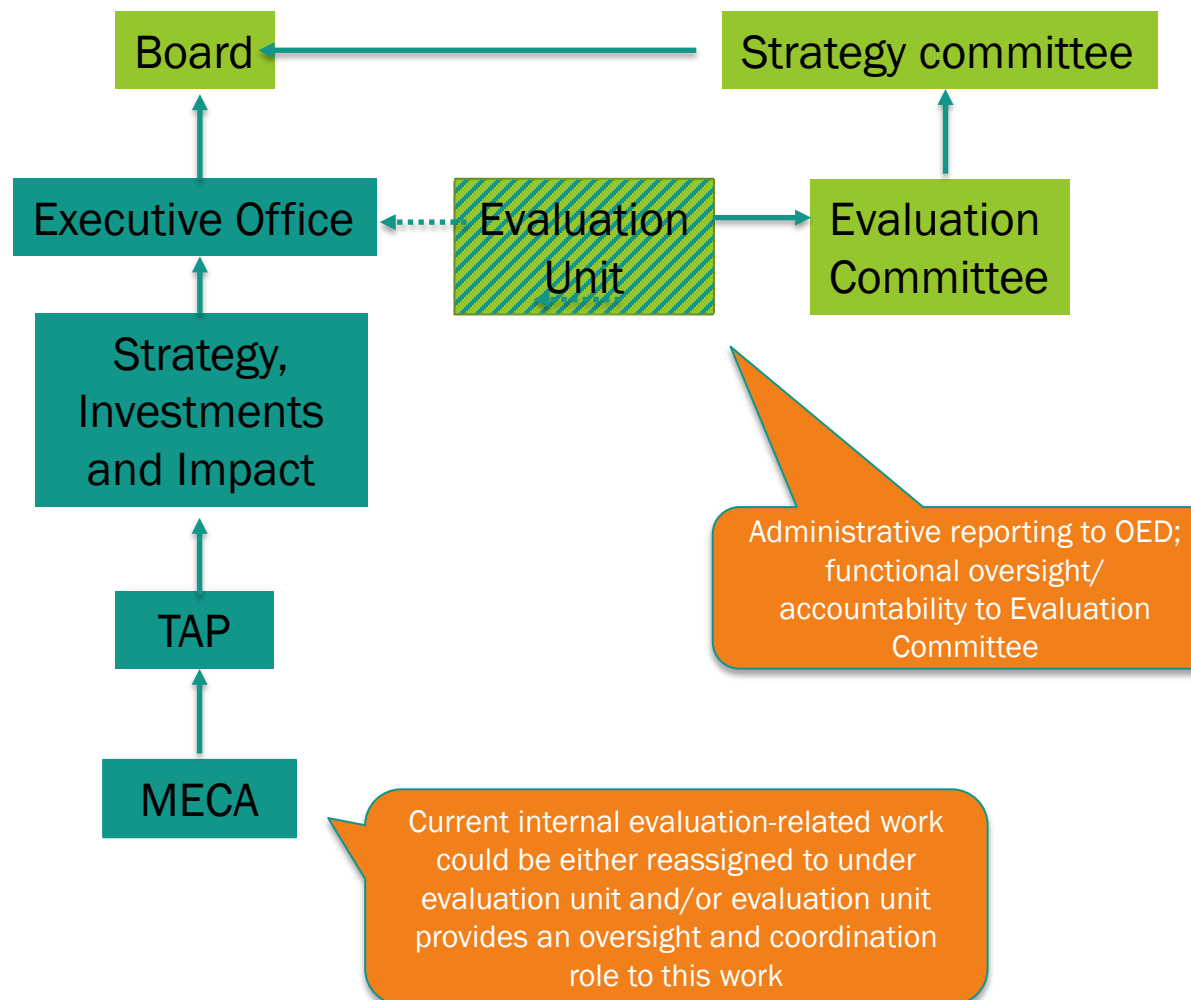 Board
Strategy committee
Executive Office
Evaluation
Unit
Evaluation
Committee
Strategy,
Investments
and Impact
Administrative reporting to OED;
functional oversight/
accountability to Evaluation
Committee
TAP
MECA
Current internal evaluation-related work
could be either reassigned to under
evaluation unit and/or evaluation unit
provides an oversight and coordination
role to this work